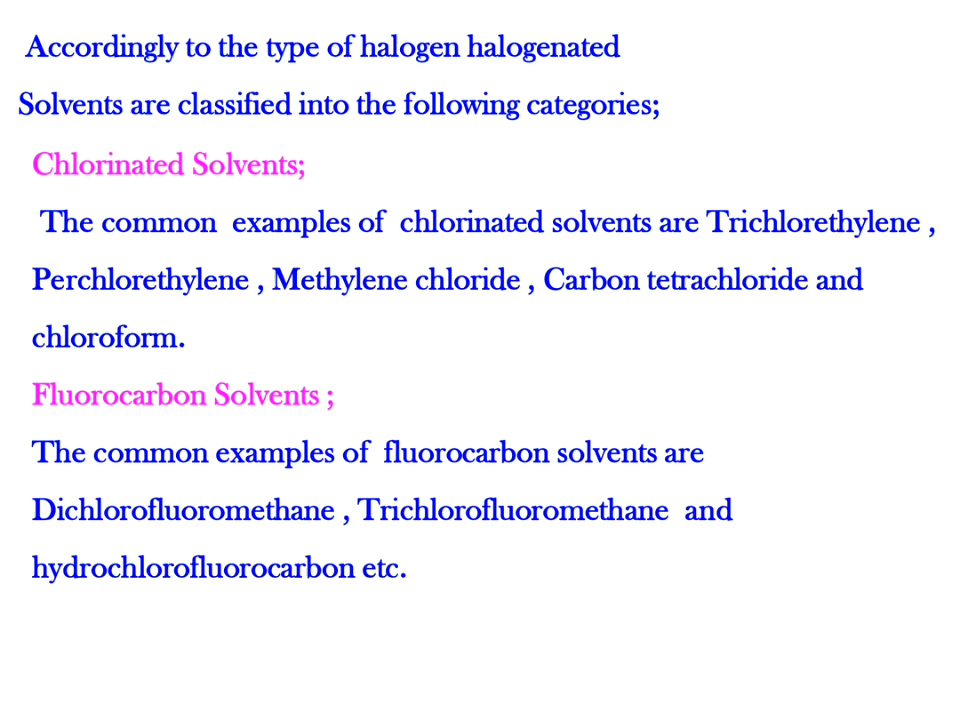 Accordingly to the type of halogen halogenated
Solvents are classified into the following categories;
Chlorinated Solvents;
The common examples of chlorinated solvents are Trichlorethylene ,
Perchlorethylene , Methylene chloride , Carbon tetrachloride and
chloroform.
Fluorocarbon Solvents ;
The common examples of fluorocarbon solvents are
Dichlorofluoromethane , Trichlorofluoromethane and
hydrochlorofluorocarbon etc.